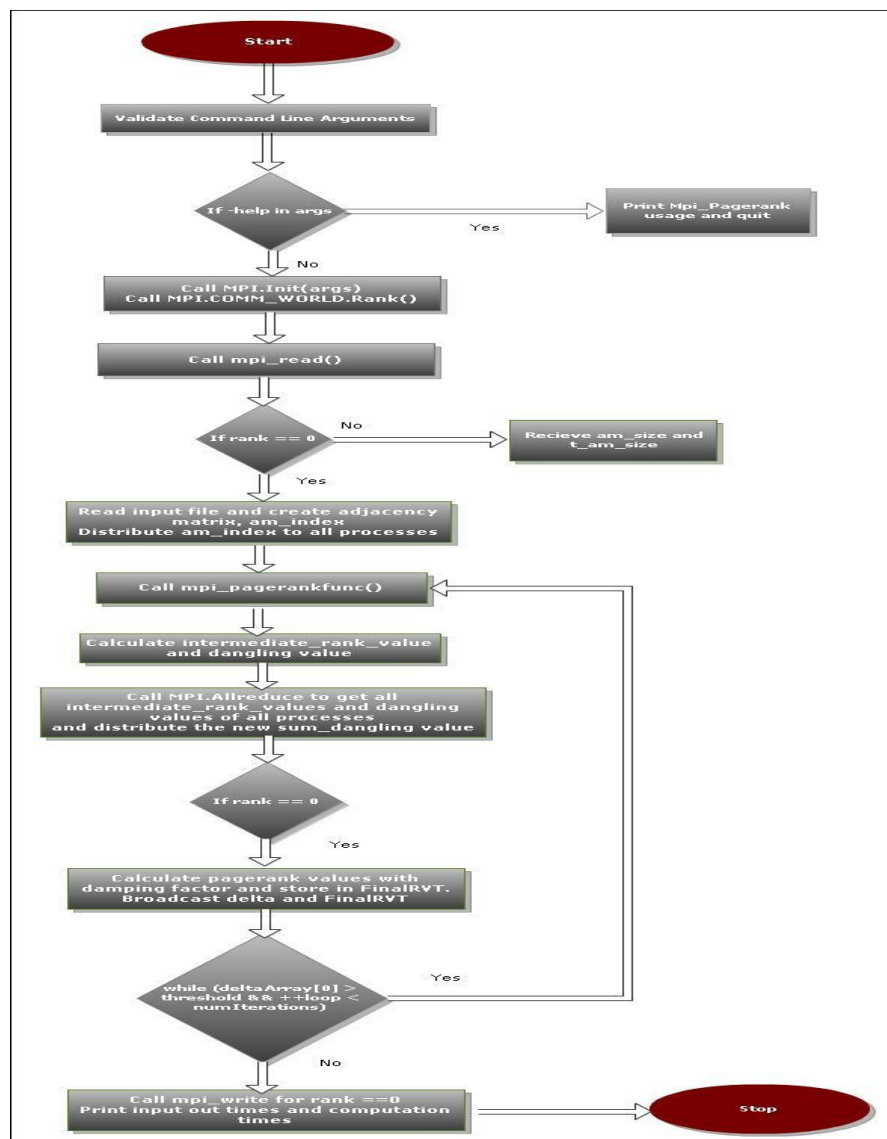 Start
Validate Command Line Arguments
If -help in args
Yes
Print Mpi_Pagerank
usage and quit
No
Call MPI.Init(args)
Call MPI.COMM_WORLD.Rank()
Call mpi_read()
If rank == 0
No
Recieve am_size and
t_am_size
Yes
Read input file and create adjacency
matrix, am_index
Distribute am_index to all processes
Call mpi_pagerankfunc()
Calculate intermediate_rank_value
and dangling value
Call MPI.Allreduce to get all
intermediate_rank_values and dangling
values of all processes
and distribute the new sum_dangling value
If rank == 0
Yes
Calculate pagerank values with
damping factor and store in FinalRVT.
Broadcast delta and FinalRVT
while (deltaArray[0] >
threshold && ++loop <
numIterations)
Yes
No
Call mpi_write for rank ==0
Print input out times and computation
times
Stop